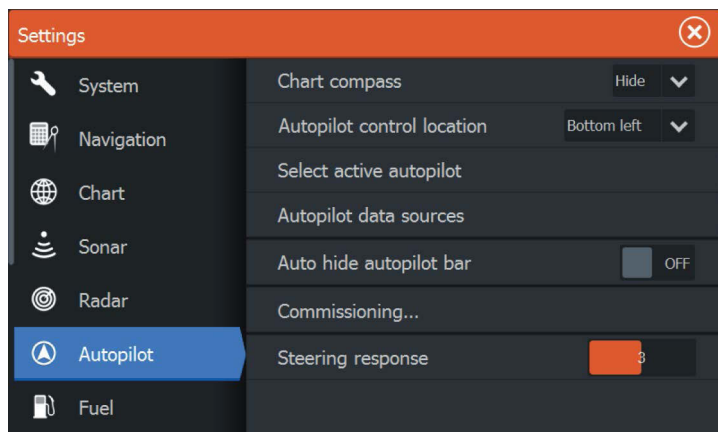 Settings
System
Navigation
Chart
Sonar
Radar
Autopilot
Fuel
Chart compass Hide
Autopilot control location Bottom left
Select active autopilot
Autopilot data sources
Auto hide autopilot bar OFF
Commissioning...
Steering response 3